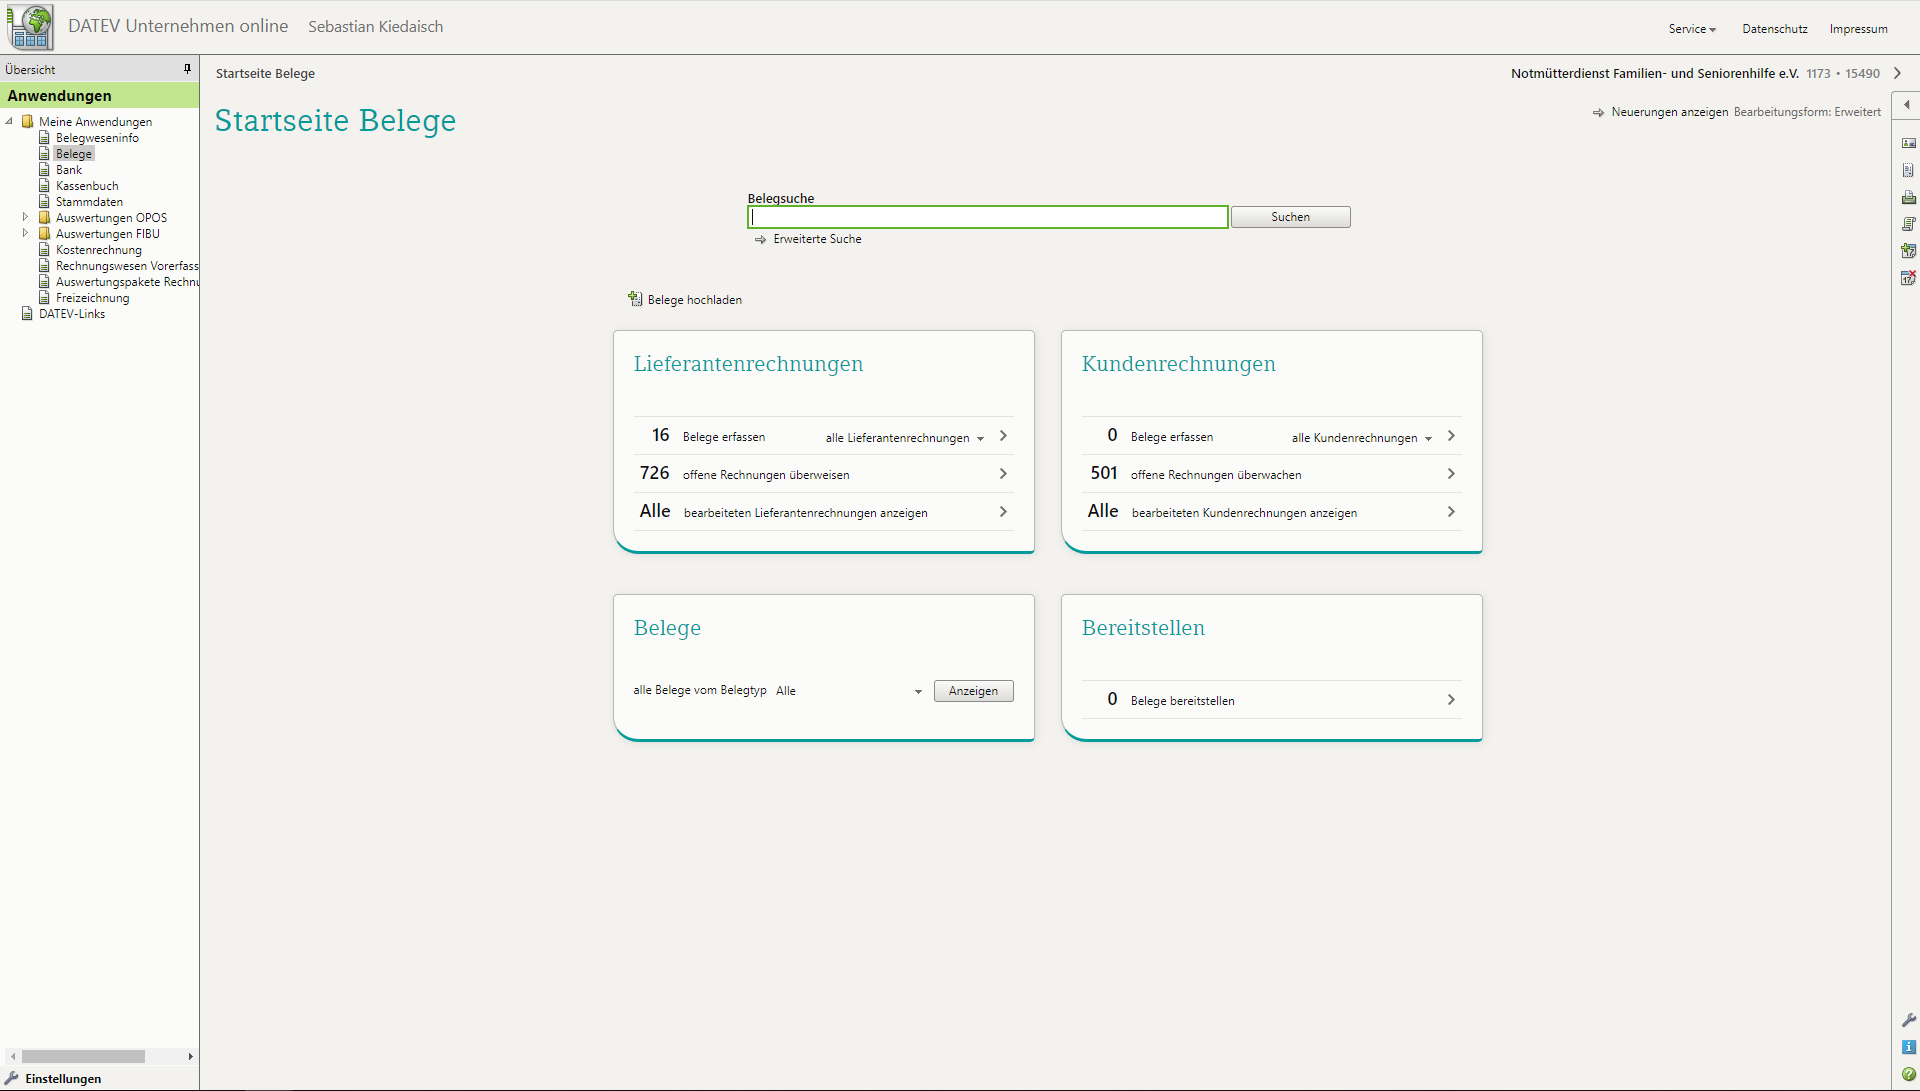 DATEV Unternehmen online Sebastian Kiedaisch
Service Datenschutz Impressum
Übersicht
Anwendungen
Meine Anwendungen
Belegweseninfo
Belege
Bank
Kassenbuch
Stammdaten
Auswertungen OPOS
Auswertungen FIBU
Kostenrechnung
Rechnungswesen Vorerfass
Auswertungspakete Rechnu
Freizeichnung
DATEV-Links
Einstellungen
Startseite Belege
Notmütterdienst Familien- und Seniorenhilfe e.V. 1173 • 15490
Startseite Belege
Neuerungen anzeigen Bearbeitungsform: Erweitert
Belegsuche
Suchen
Erweiterte Suche
Belege hochladen
Lieferantenrechnungen
16 Belege erfassen alle Lieferantenrechnungen
726 offene Rechnungen überweisen
Alle bearbeiteten Lieferantenrechnungen anzeigen
Kundenrechnungen
0 Belege erfassen alle Kundenrechnungen
501 offene Rechnungen überwachen
Alle bearbeiteten Kundenrechnungen anzeigen
Belege
alle Belege vom Belegtyp Alle Anzeigen
Bereitstellen
0 Belege bereitstellen